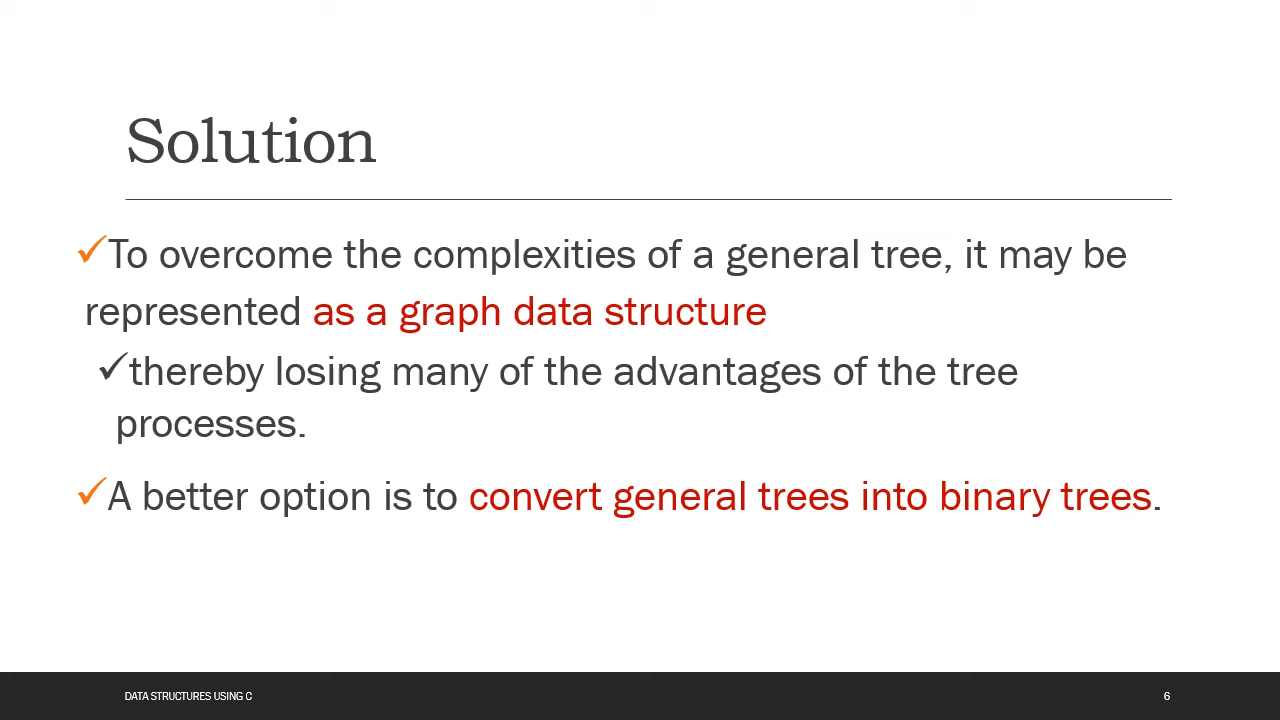 Solution
✓To overcome the complexities of a general tree, it may be
represented as a graph data structure
✓thereby losing many of the advantages of the tree
processes.
✓A better option is to convert general trees into binary trees.
DATA STRUCTURES USING C
6